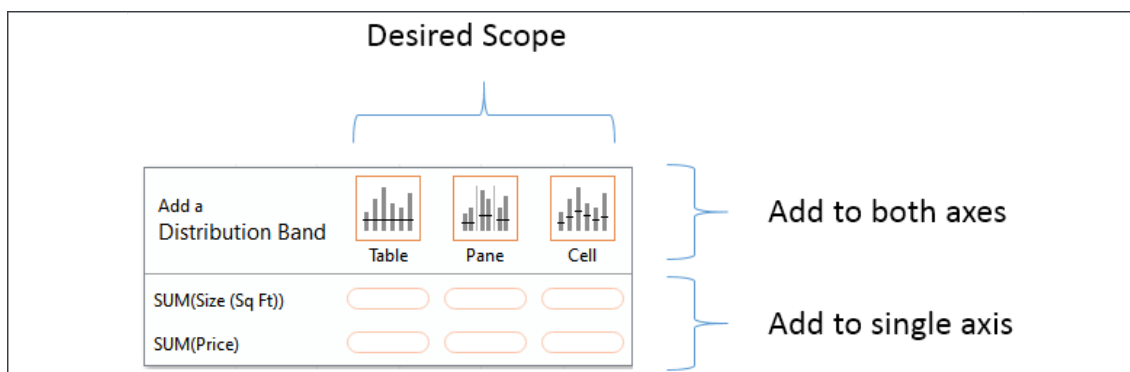 Desired Scope
Add a
Distribution Band
Table Pane Cell
Add to both axes
SUM(Size (Sq Ft))
SUM(Price)
Add to single axis